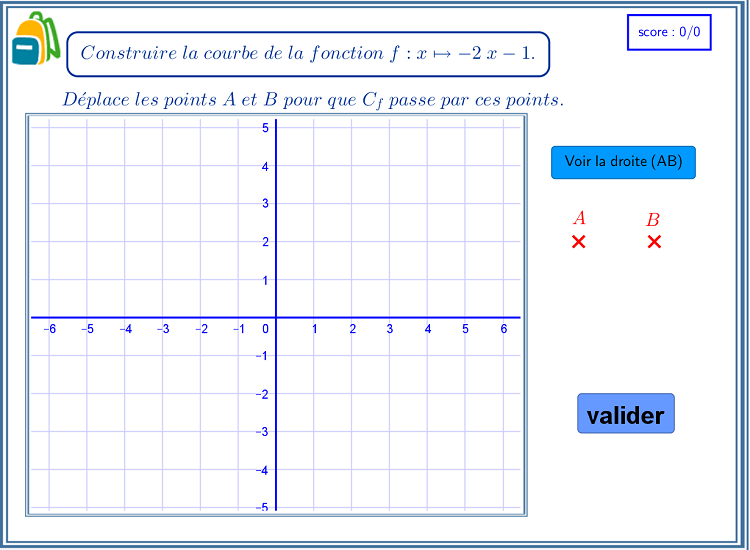 score : 0/0
Construire la courbe de la fonction f : x ↦ −2 x − 1.
Déplace les points A et B pour que C_f passe par ces points.
Voir la droite (AB)
A B
5
4
3
2
1
−6 −5 −4 −3 −2 −1 0 1 2 3 4 5 6
−1
−2
−3
−4
−5
valider